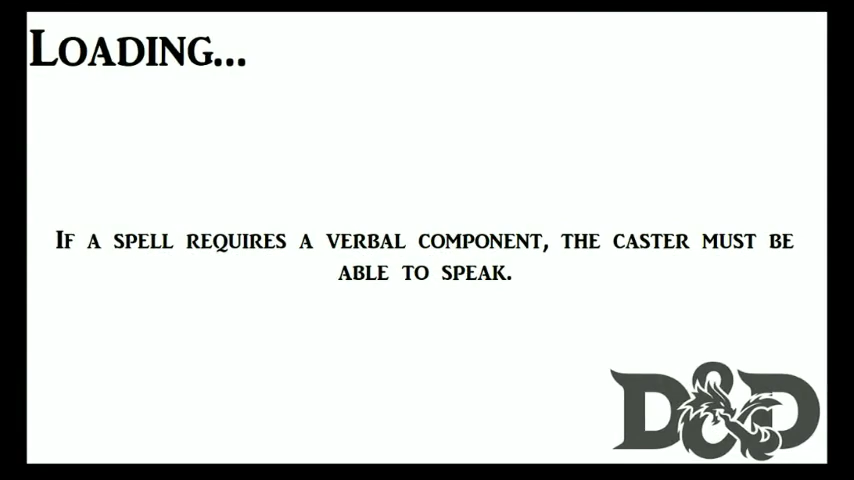 Loading...
If a spell requires a verbal component, the caster must be
able to speak.
D&D